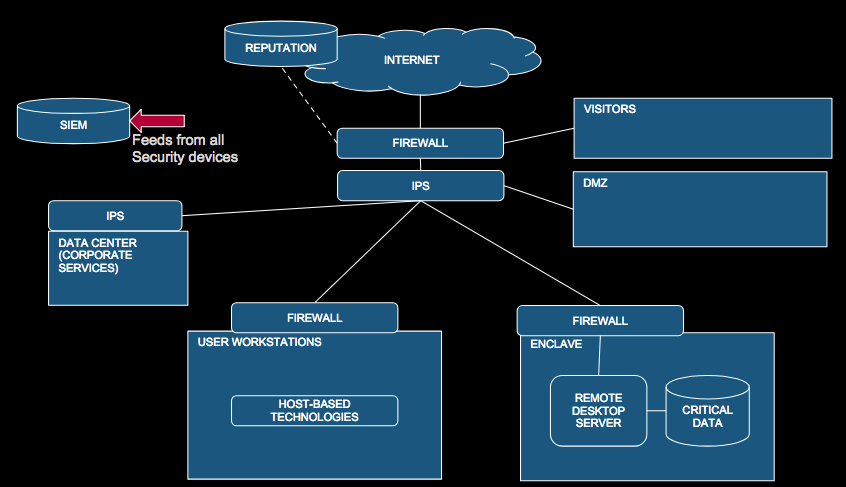 REPUTATION
INTERNET
SIEM
Feeds from all
Security devices
FIREWALL
VISITORS
IPS
DMZ
IPS
DATA CENTER
(CORPORATE
SERVICES)
FIREWALL
USER WORKSTATIONS
HOST-BASED
TECHNOLOGIES
FIREWALL
ENCLAVE
REMOTE
DESKTOP
SERVER
CRITICAL
DATA